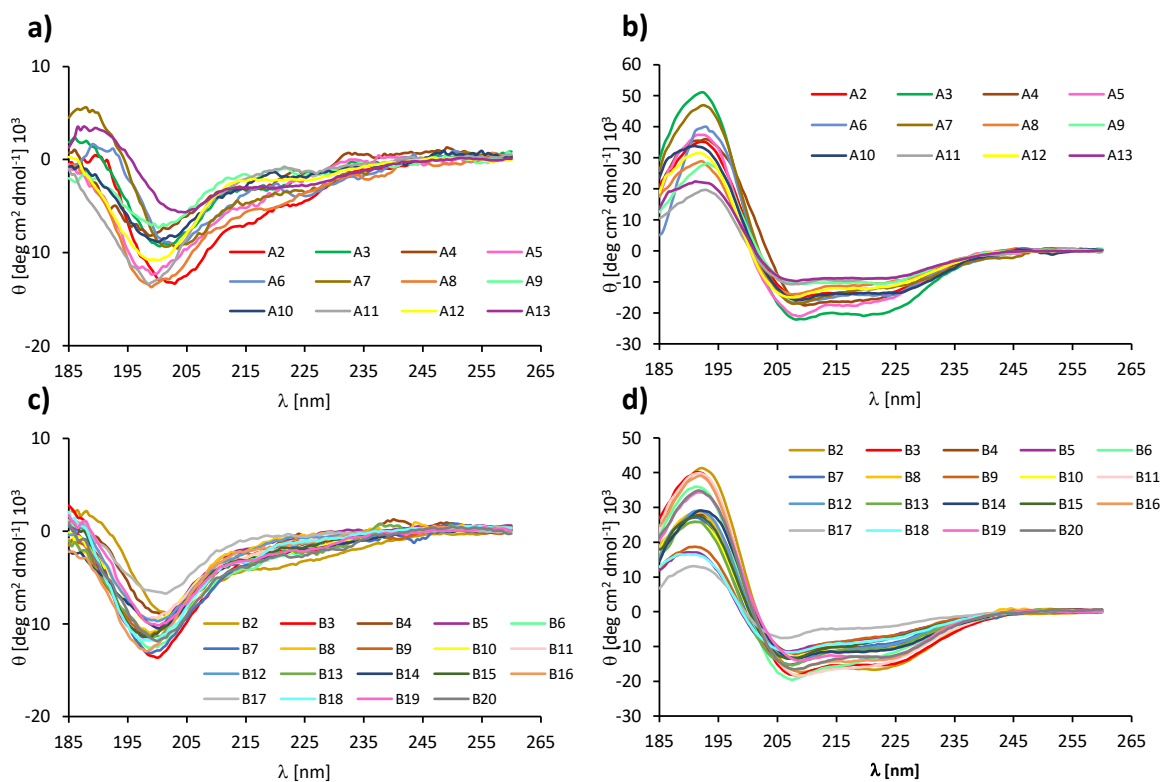 a)
10
0
-10
-20
θ [deg cm² dmol⁻¹] 10³
A2 A3 A4 A5
A6 A7 A8 A9
A10 A11 A12 A13
185 195 205 215 225 235 245 255 265
λ [nm]
b)
60
50
40
30
20
10
0
-10
-20
-30
θ [deg cm² dmol⁻¹] 10³
A2 A3 A4 A5
A6 A7 A8 A9
A10 A11 A12 A13
185 195 205 215 225 235 245 255 265
λ [nm]
c)
10
0
-10
-20
θ [deg cm² dmol⁻¹] 10³
B2 B3 B4 B5 B6
B7 B8 B9 B10 B11
B12 B13 B14 B15 B16
B17 B18 B19 B20
185 195 205 215 225 235 245 255 265
λ [nm]
d)
50
40
30
20
10
0
-10
-20
-30
θ [deg cm² dmol⁻¹] 10³
B2 B3 B4 B5 B6
B7 B8 B9 B10 B11
B12 B13 B14 B15 B16
B17 B18 B19 B20
185 195 205 215 225 235 245 255 265
λ [nm]